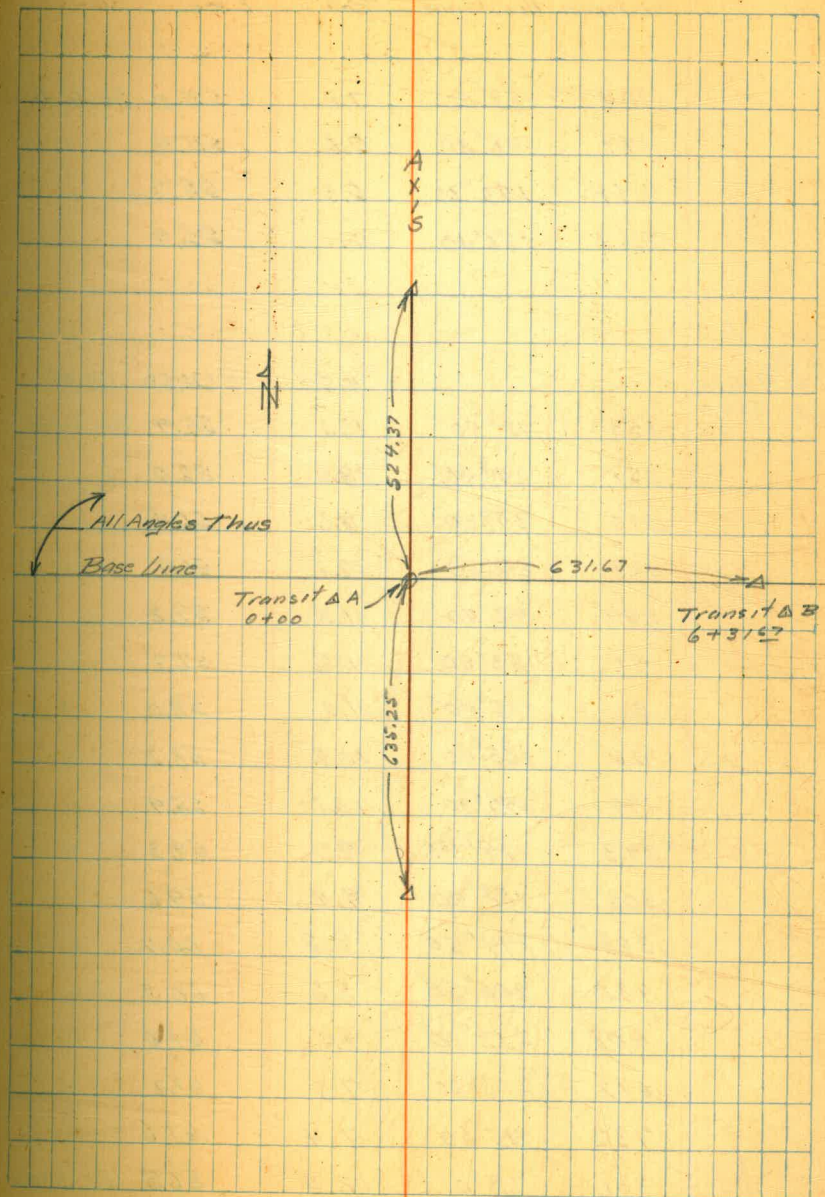 AXIS
N
524.37
All Angles Thus
Base Line
631.67
Transit Δ A
0+00
Transit Δ B
6+31 67
635.25